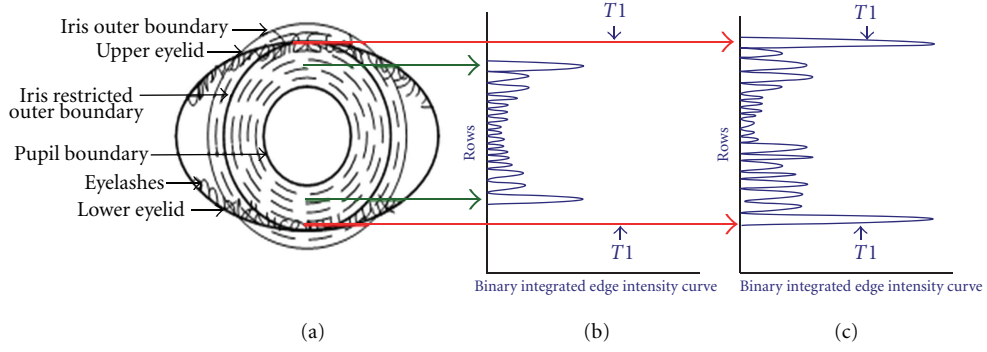 Iris outer boundary
Upper eyelid
Iris restricted
outer boundary
Pupil boundary
Eyelashes
Lower eyelid
(a)
T1
Rows
T1
Binary integrated edge intensity curve
(b)
T1
Rows
T1
Binary integrated edge intensity curve
(c)